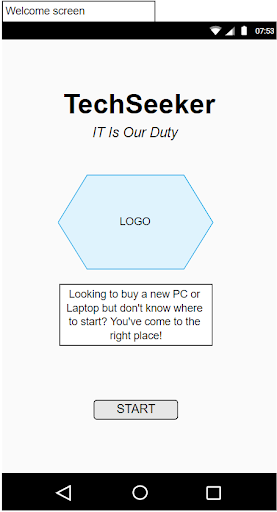 Welcome screen
07:53
TechSeeker
IT Is Our Duty
LOGO
Looking to buy a new PC or
Laptop but don't know where
to start? You've come to the
right place!
START